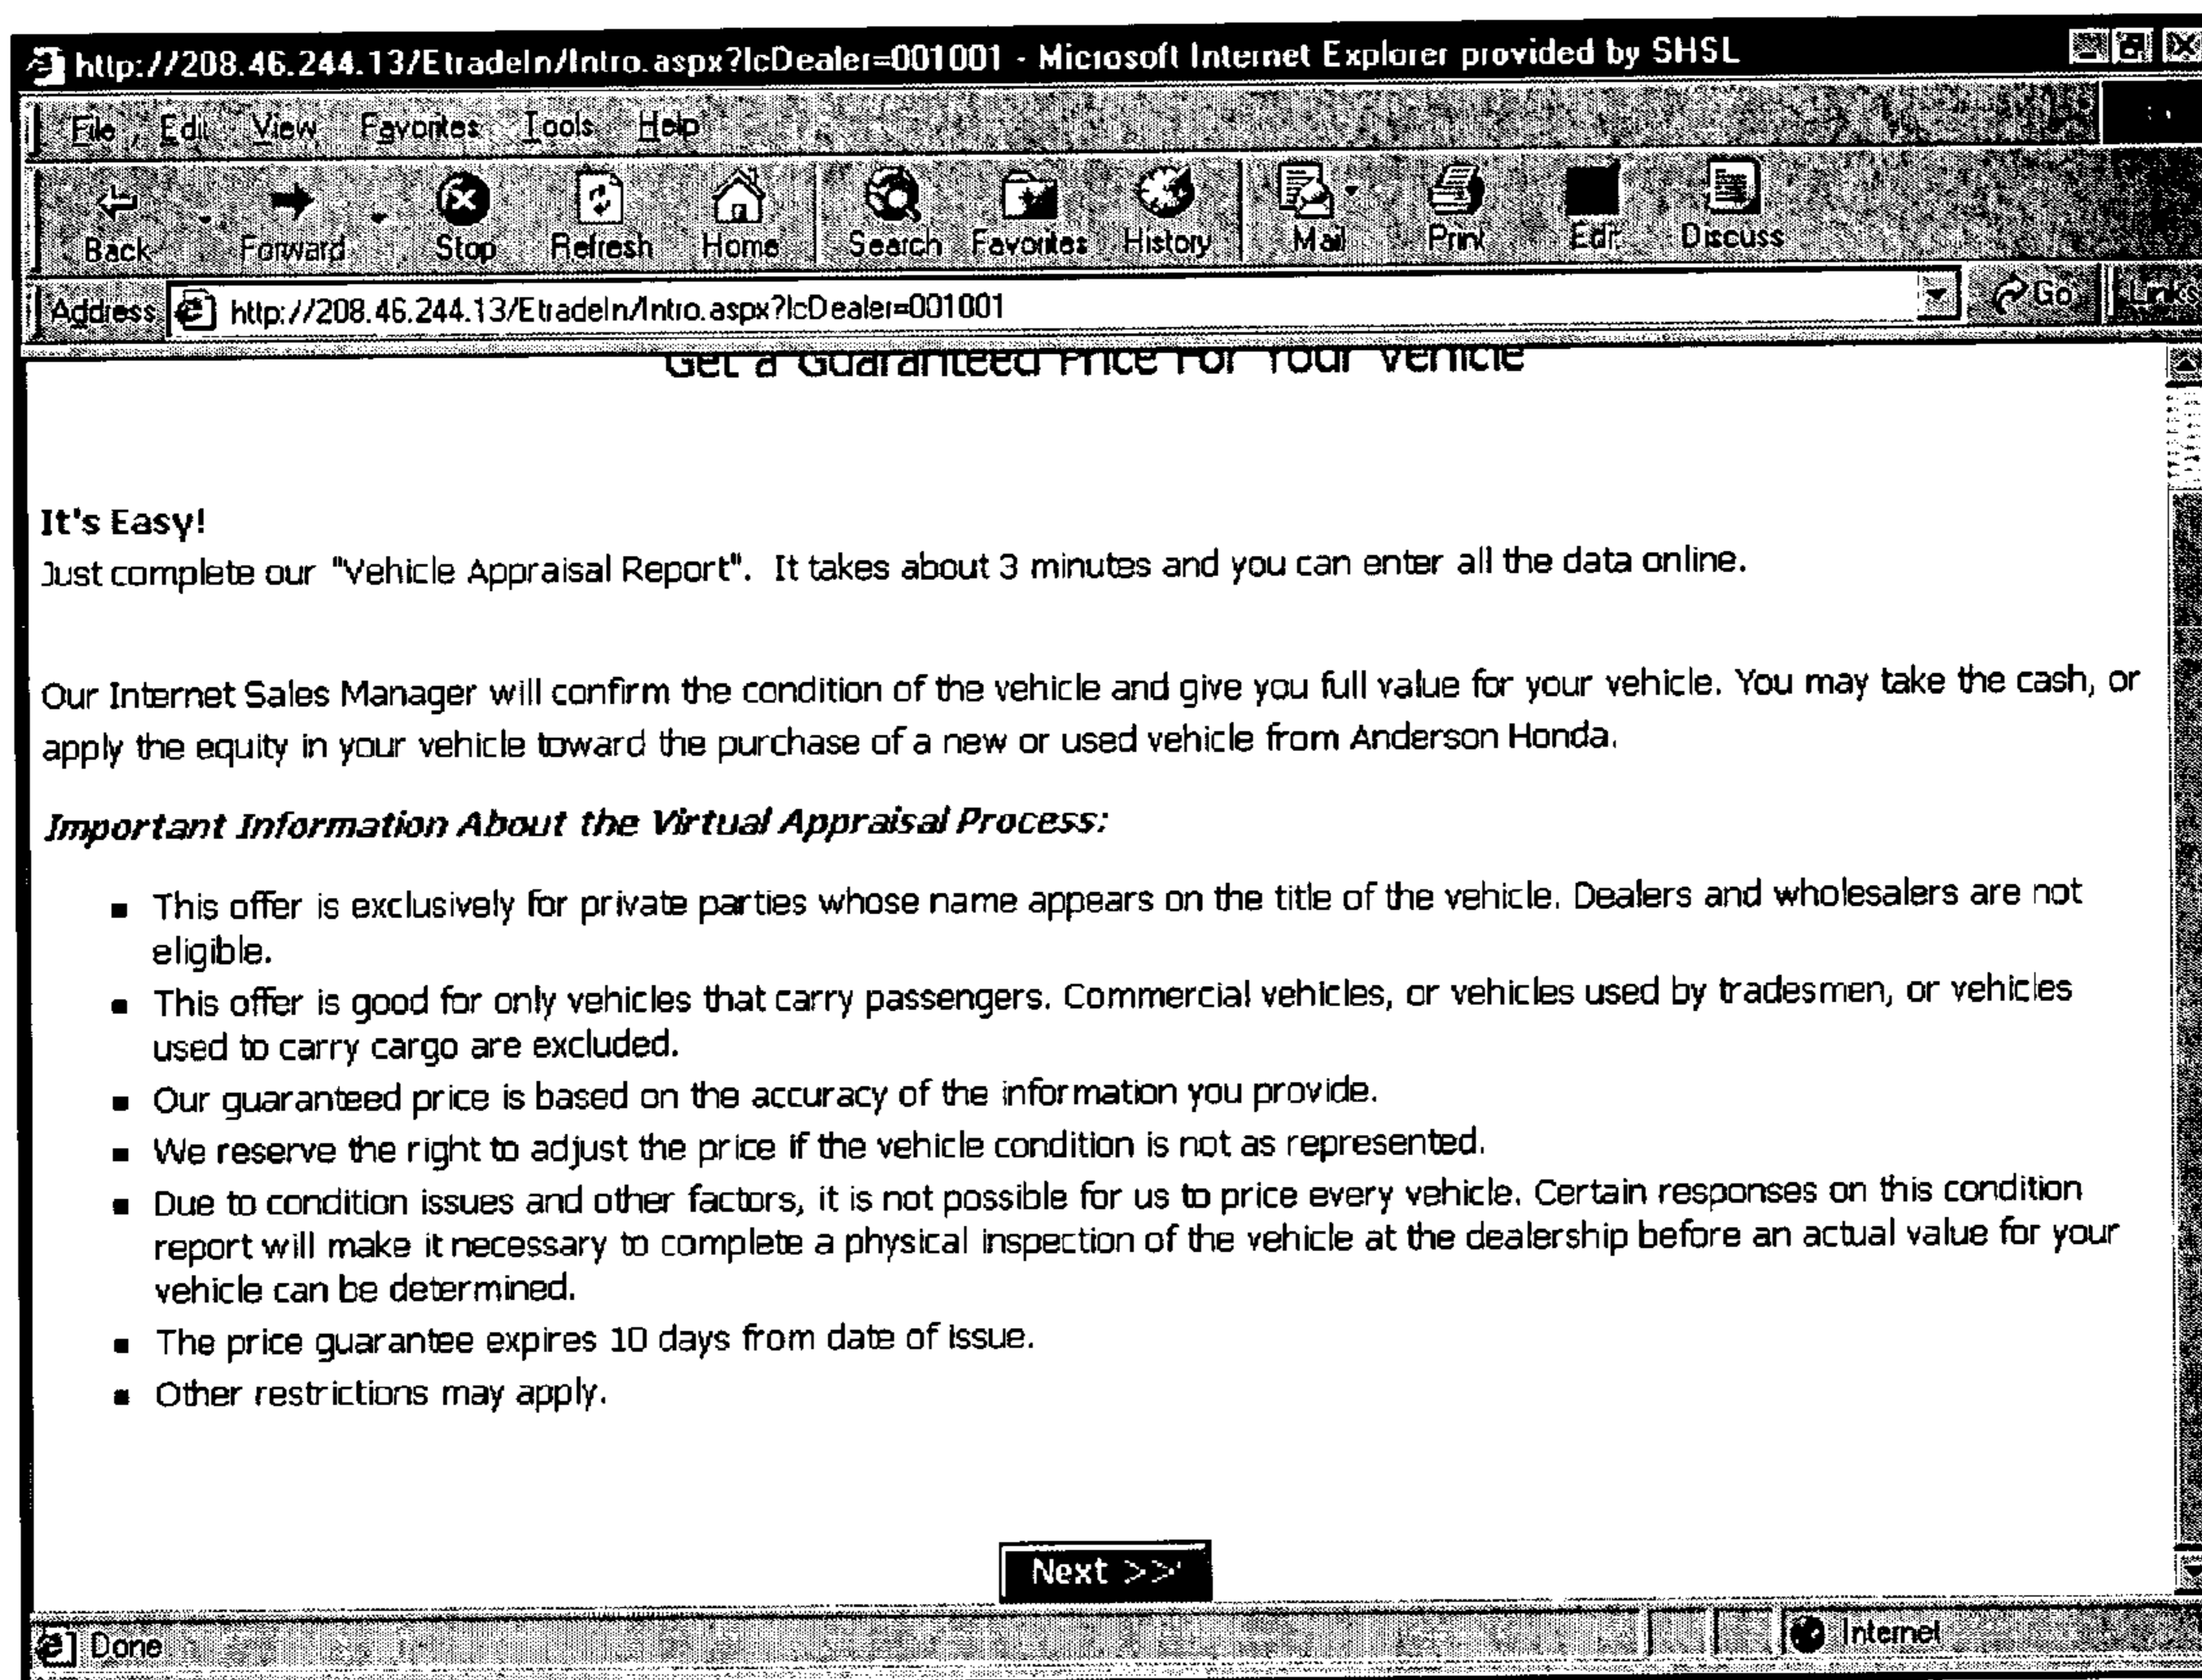 http://208.46.244.13/EtradeIn/Intro.aspx?lcDealer=001001 - Microsoft Internet Explorer provided by SHSL
File Edit View Favorites Tools Help
Back Forward Stop Refresh Home Search Favorites History Mail Print Edit Discuss
Address http://208.46.244.13/EtradeIn/Intro.aspx?lcDealer=001001 Go Links
Get a Guaranteed Price For Your Vehicle
It's Easy!
Just complete our "Vehicle Appraisal Report". It takes about 3 minutes and you can enter all the data online.
Our Internet Sales Manager will confirm the condition of the vehicle and give you full value for your vehicle. You may take the cash, or
apply the equity in your vehicle toward the purchase of a new or used vehicle from Anderson Honda.
Important Information About the Virtual Appraisal Process:
▪ This offer is exclusively for private parties whose name appears on the title of the vehicle. Dealers and wholesalers are not
eligible.
▪ This offer is good for only vehicles that carry passengers. Commercial vehicles, or vehicles used by tradesmen, or vehicles
used to carry cargo are excluded.
▪ Our guaranteed price is based on the accuracy of the information you provide.
▪ We reserve the right to adjust the price if the vehicle condition is not as represented.
▪ Due to condition issues and other factors, it is not possible for us to price every vehicle. Certain responses on this condition
report will make it necessary to complete a physical inspection of the vehicle at the dealership before an actual value for your
vehicle can be determined.
▪ The price guarantee expires 10 days from date of issue.
▪ Other restrictions may apply.
Next >>
Done Internet